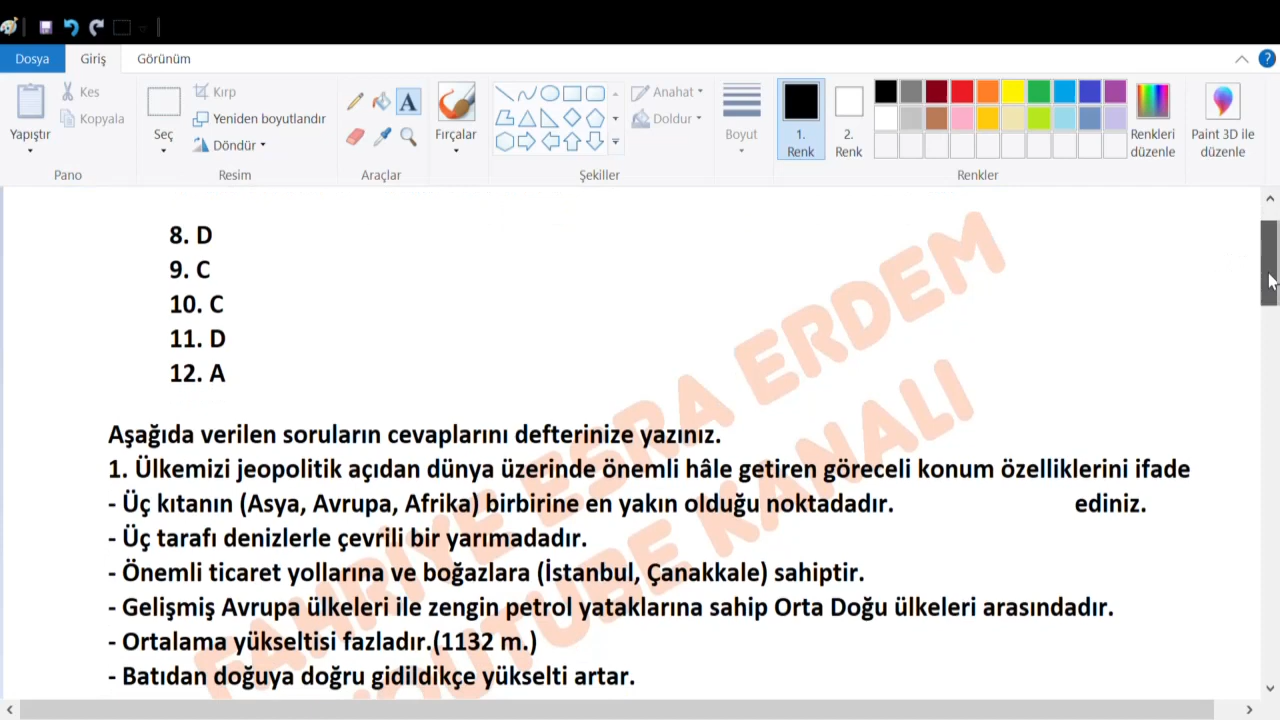 Dosya Giriş Görünüm
Kes
Kopyala
Yapıştır
Pano
Seç
Kırp
Yeniden boyutlandır
Döndür
Resim
A
Araçlar
Fırçalar
Şekiller
Anahat
Doldur
Boyut
1.
Renk
2.
Renk
Renkleri
düzenle
Renkler
Paint 3D ile
düzenle
8. D
9. C
10. C
11. D
12. A
Aşağıda verilen soruların cevaplarını defterinize yazınız.
1. Ülkemizi jeopolitik açıdan dünya üzerinde önemli hâle getiren göreceli konum özelliklerini ifade
- Üç kıtanın (Asya, Avrupa, Afrika) birbirine en yakın olduğu noktadadır. ediniz.
- Üç tarafı denizlerle çevrili bir yarımadadır.
- Önemli ticaret yollarına ve boğazlara (İstanbul, Çanakkale) sahiptir.
- Gelişmiş Avrupa ülkeleri ile zengin petrol yataklarına sahip Orta Doğu ülkeleri arasındadır.
- Ortalama yükseltisi fazladır.(1132 m.)
- Batıdan doğuya doğru gidildikçe yükselti artar.
FAHRİYE ESRA ERDEM
YOUTUBE KANALI